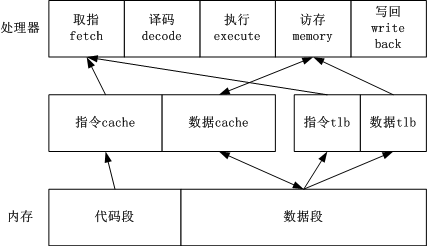 处理器
取指
fetch
译码
decode
执行
execute
访存
memory
写回
write
back
指令cache
数据cache
指令tlb
数据tlb
内存
代码段
数据段